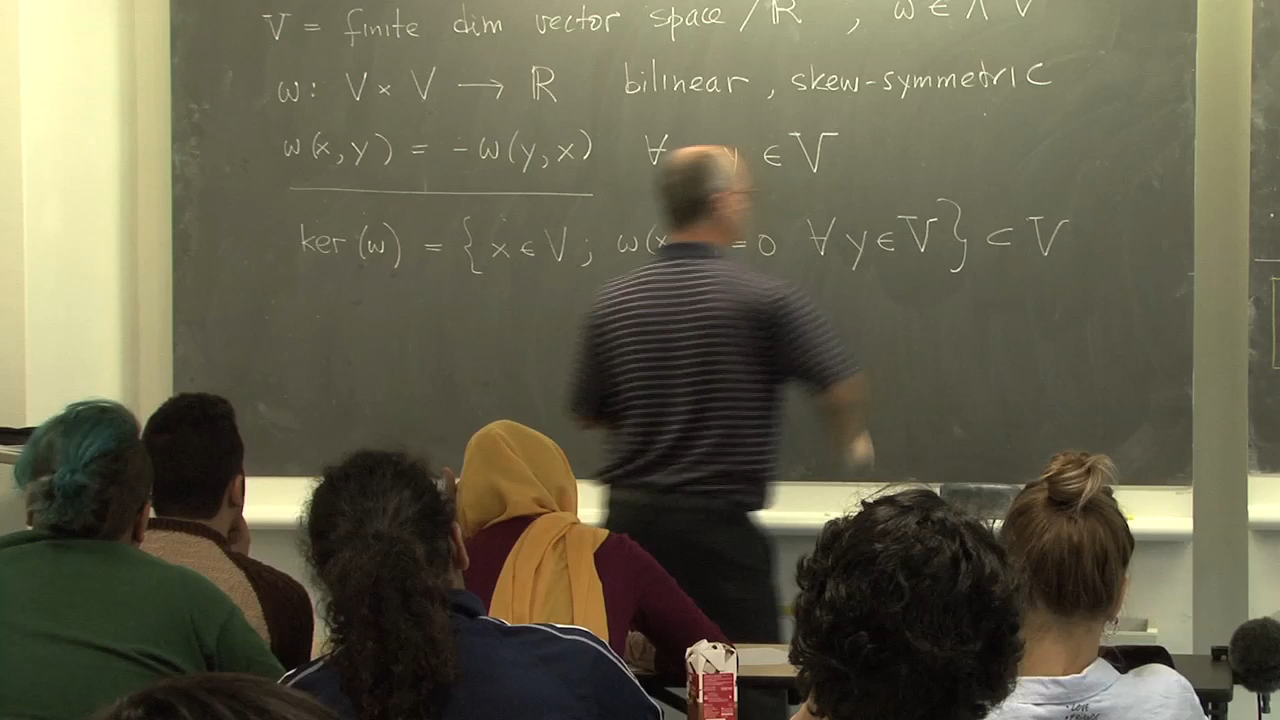 V = finite dim vector space / ℝ , ω ∈ Λ V
ω : V × V → ℝ bilinear , skew-symmetric
ω(x, y) = -ω(y, x) ∀ y ∈ V
ker (ω) = { x ∈ V ; ω(x = 0 ∀ y ∈ V } ⊂ V